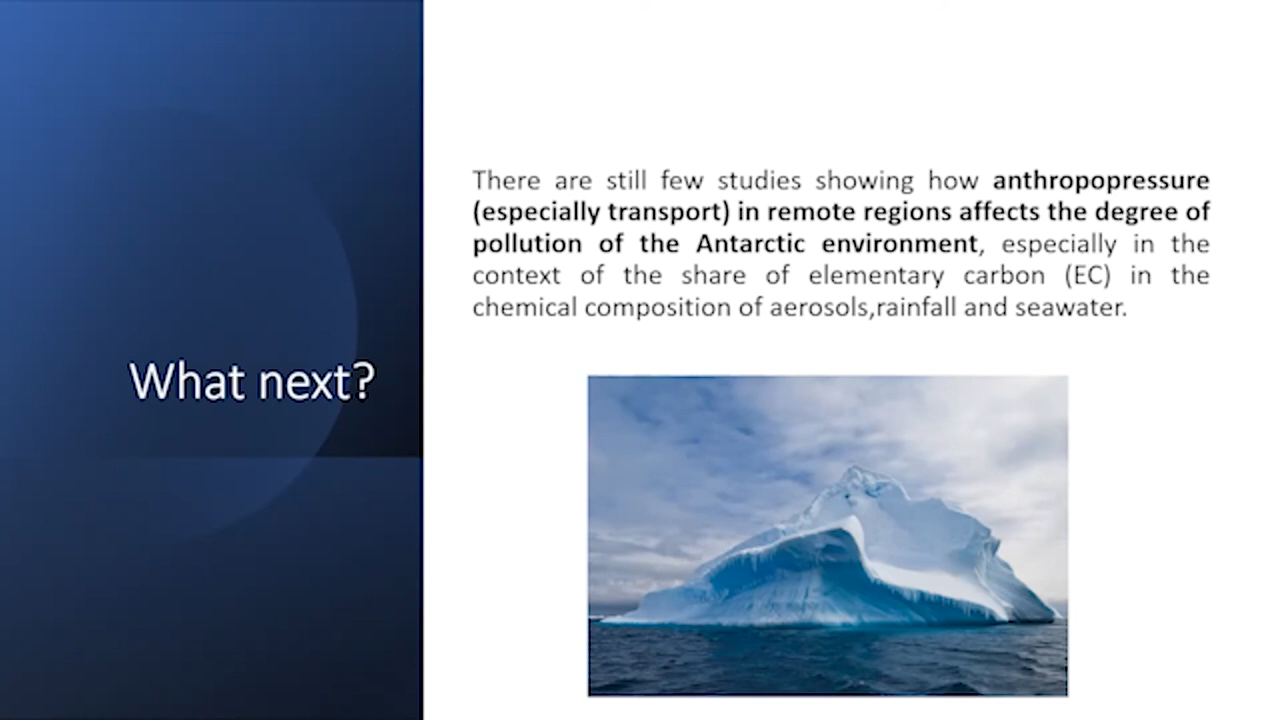 What next?
There are still few studies showing how anthropopressure
(especially transport) in remote regions affects the degree of
pollution of the Antarctic environment, especially in the
context of the share of elementary carbon (EC) in the
chemical composition of aerosols,rainfall and seawater.